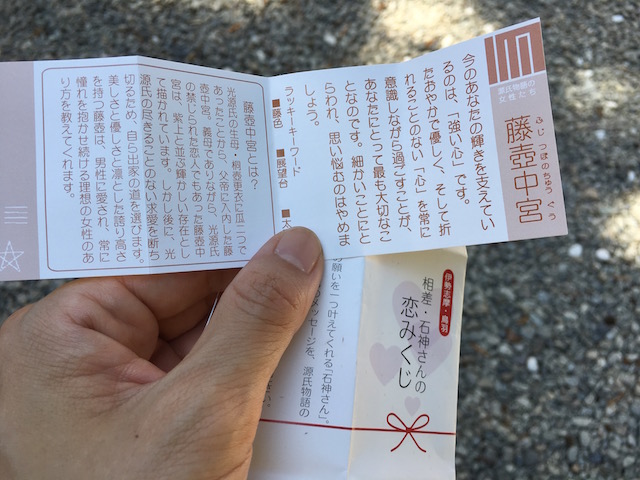 源氏物語の
女性たち
ふじ つぼのちゅう ぐう
藤壺中宮
今のあなたの輝きを支えてい
るのは、「強い心」です。
たおやかで優しく、そして折
れることのない「心」を常に
意識しながら過ごすことが、
あなたにとって最も大切なこ
となのです。細かいことにと
らわれ、思い悩むのはやめま
しょう。
ラッキーキーワード
■藤色 ■展望台 ■太
藤壺中宮とは?
光源氏の生母、桐壺更衣と瓜二つで
あったことから、父帝に入内した藤
壺中宮。義母でありながら、光源氏
の禁じられた恋人でもあった藤壺中
宮は、紫上と並ぶ輝かしい存在とし
て描かれています。しかし後に、光
源氏の尽きることのない求愛を断ち
切るため、自ら出家の道を選びます。
美しさと優しさと凛とした誇り高さ
を持つ藤壺は、男性に愛され、常に
憧れを抱かせ続ける理想の女性のあ
り方を教えてくれます。
伊勢志摩・鳥羽
相差・石神さんの
恋みくじ
お願いを一つ叶えてくれる「石神さん」。
メッセージを、源氏物語の